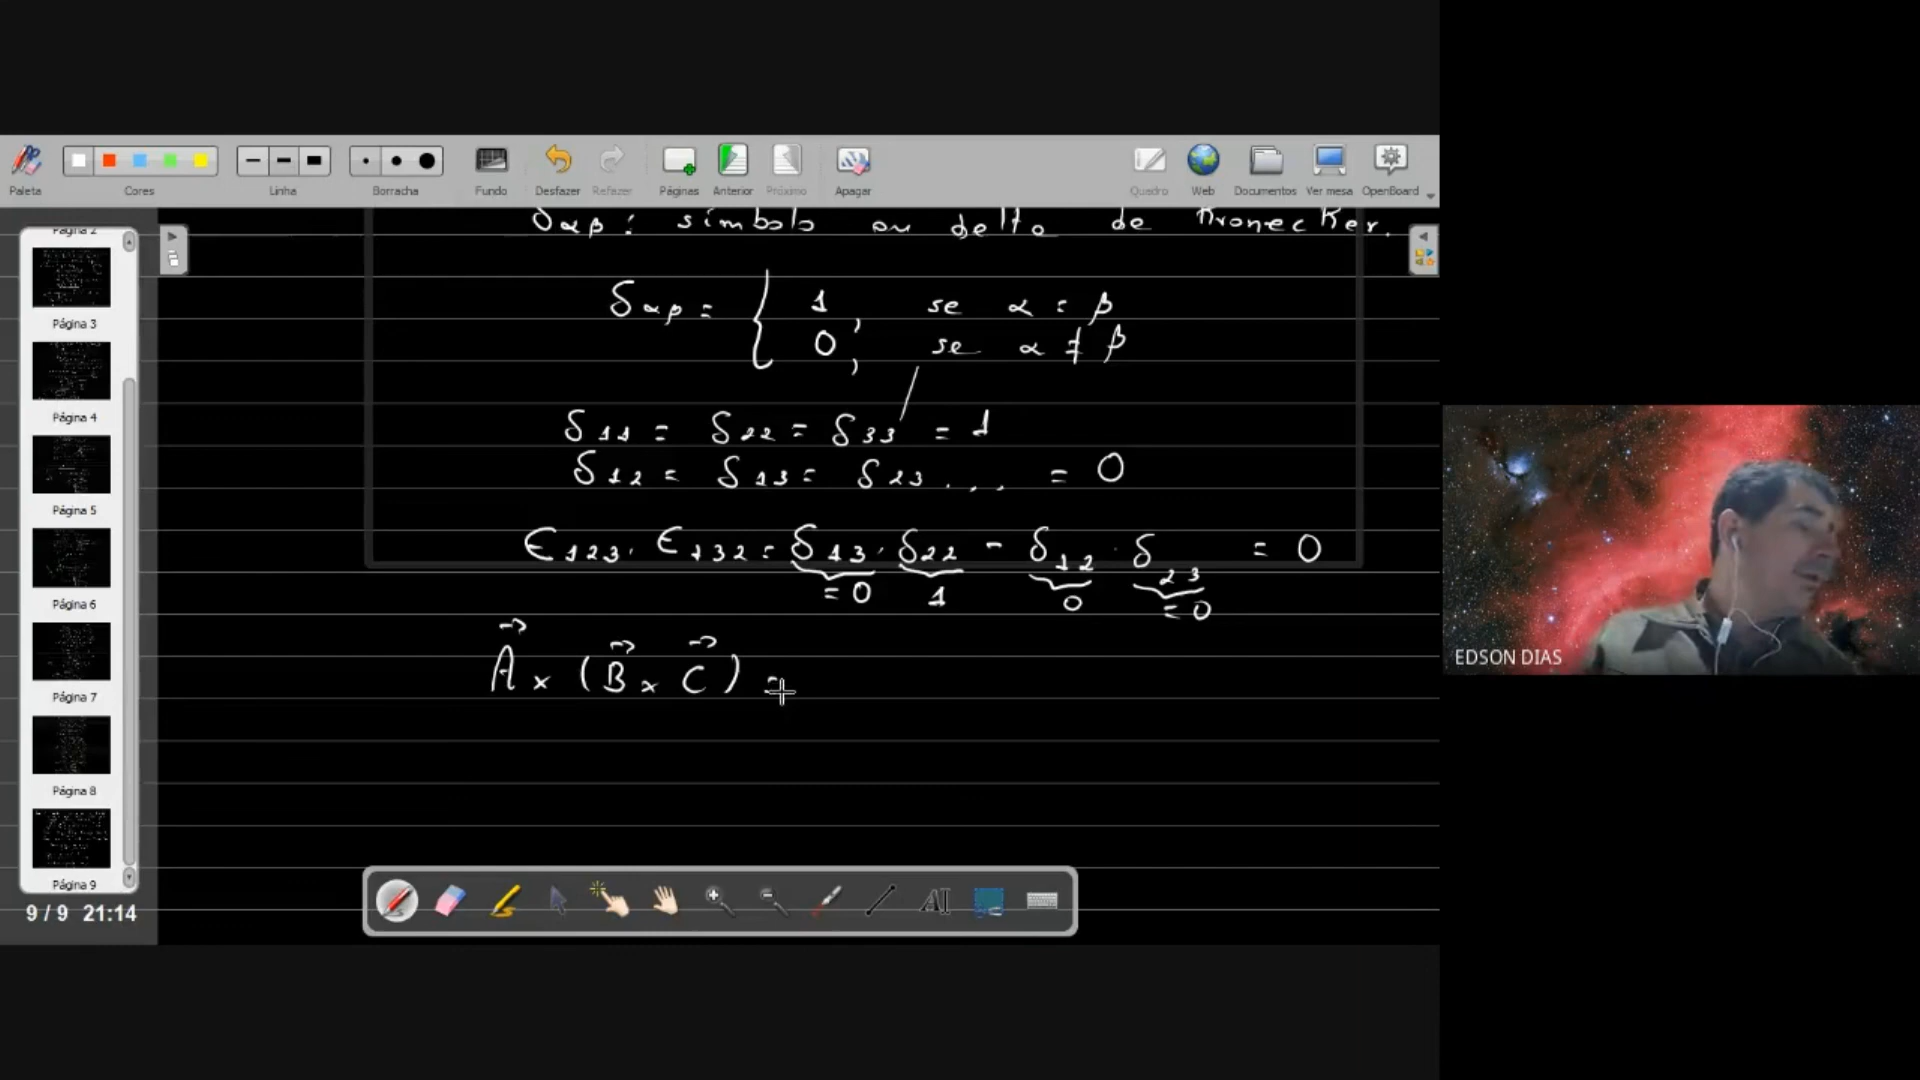 Paleta Cores Linha Borracha Fundo Desfazer Refazer Páginas Anterior Próximo Apagar Quadro Web Documentos Ver mesa OpenBoard
Página 2
Página 3
Página 4
Página 5
Página 6
Página 7
Página 8
Página 9
9 / 9 21:14
δαβ : símbolo ou delta de Kronecker.
δαβ = { 1, se α = β
0, se α ≠ β
δ11 = δ22 = δ33 = 1
δ12 = δ13 = δ23 ... = 0
ϵ123 . ϵ132 = δ13 . δ22 - δ12 . δ23 = 0
= 0 1 0 = 0
A⃗ × (B⃗ × C⃗) =
AI
EDSON DIAS